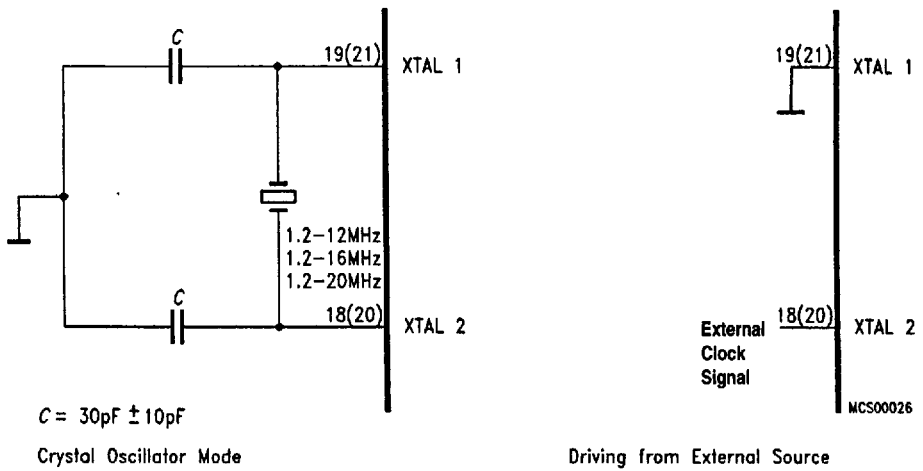 C
19(21)
XTAL 1
1.2-12MHz
1.2-16MHz
1.2-20MHz
C
18(20)
XTAL 2
C = 30pF ±10pF
Crystal Oscillator Mode
19(21)
XTAL 1
18(20)
XTAL 2
External
Clock
Signal
MCS00026
Driving from External Source